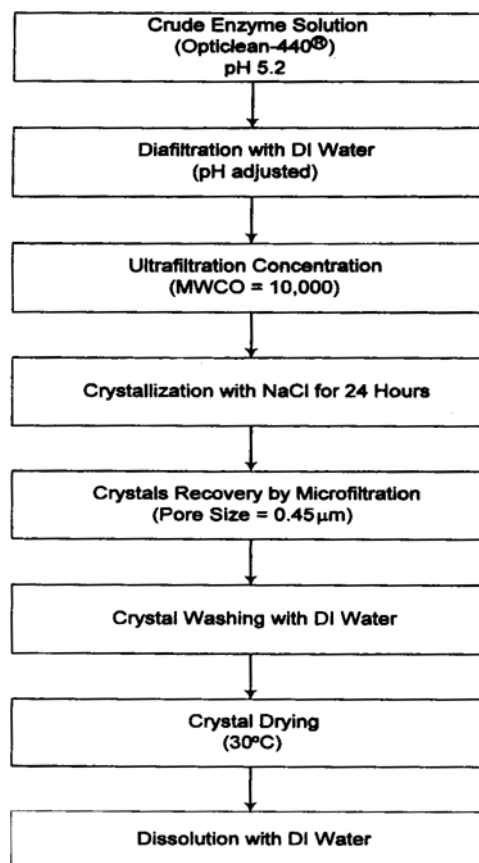 Crude Enzyme Solution
(Opticlean-440®)
pH 5.2
Diafiltration with DI Water
(pH adjusted)
Ultrafiltration Concentration
(MWCO = 10,000)
Crystallization with NaCl for 24 Hours
Crystals Recovery by Microfiltration
(Pore Size = 0.45μm)
Crystal Washing with DI Water
Crystal Drying
(30ºC)
Dissolution with DI Water